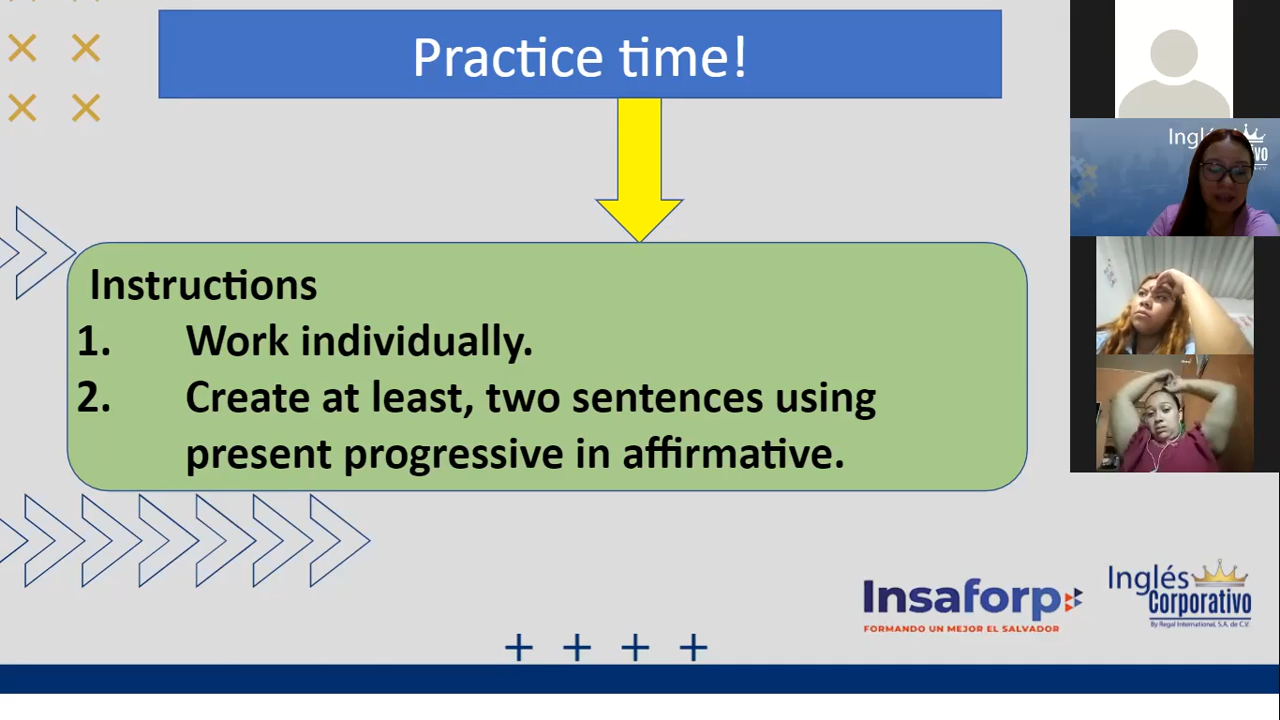 Practice time!
Instructions
1. Work individually.
2. Create at least, two sentences using
present progressive in affirmative.
Insaforp
FORMANDO UN MEJOR EL SALVADOR
Inglés
Corporativo
By Regal International, S.A. de C.V.